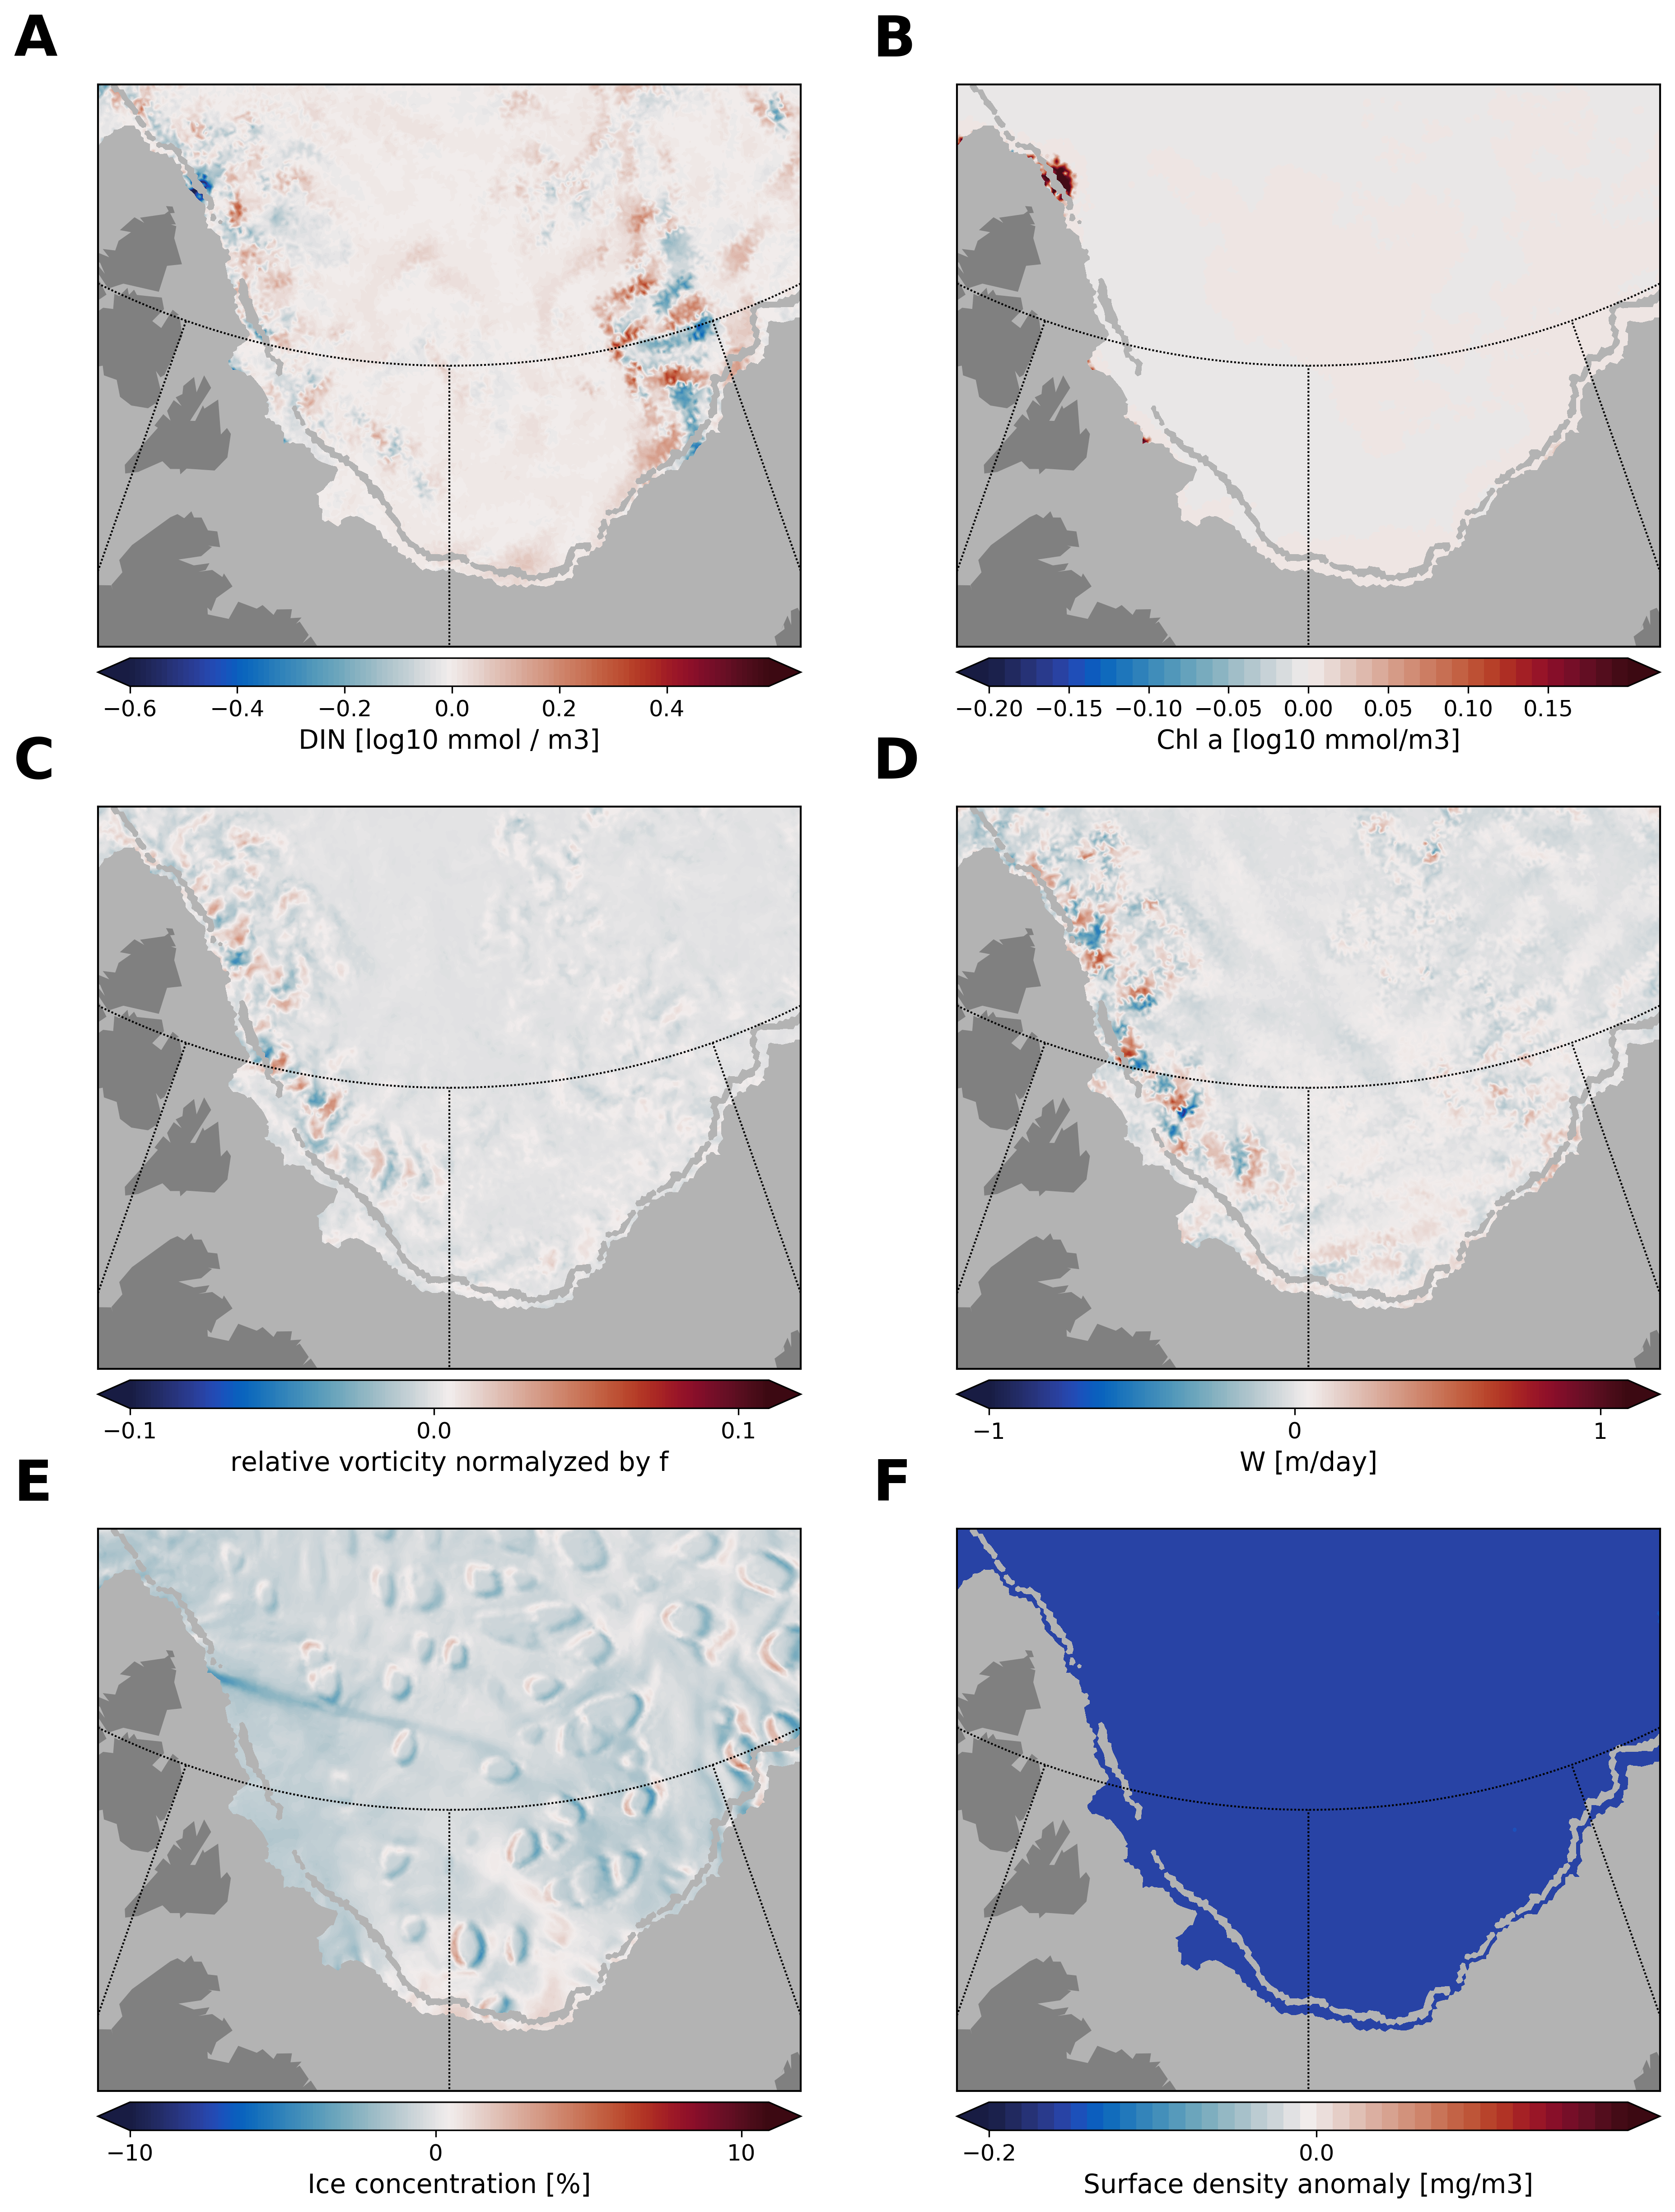 A
B
−0.6 −0.4 −0.2 0.0 0.2 0.4
DIN [log10 mmol / m3]
−0.20 −0.15 −0.10 −0.05 0.00 0.05 0.10 0.15
Chl a [log10 mmol/m3]
C
D
−0.1 0.0 0.1
relative vorticity normalyzed by f
−1 0 1
W [m/day]
E
F
−10 0 10
Ice concentration [%]
−0.2 0.0
Surface density anomaly [mg/m3]